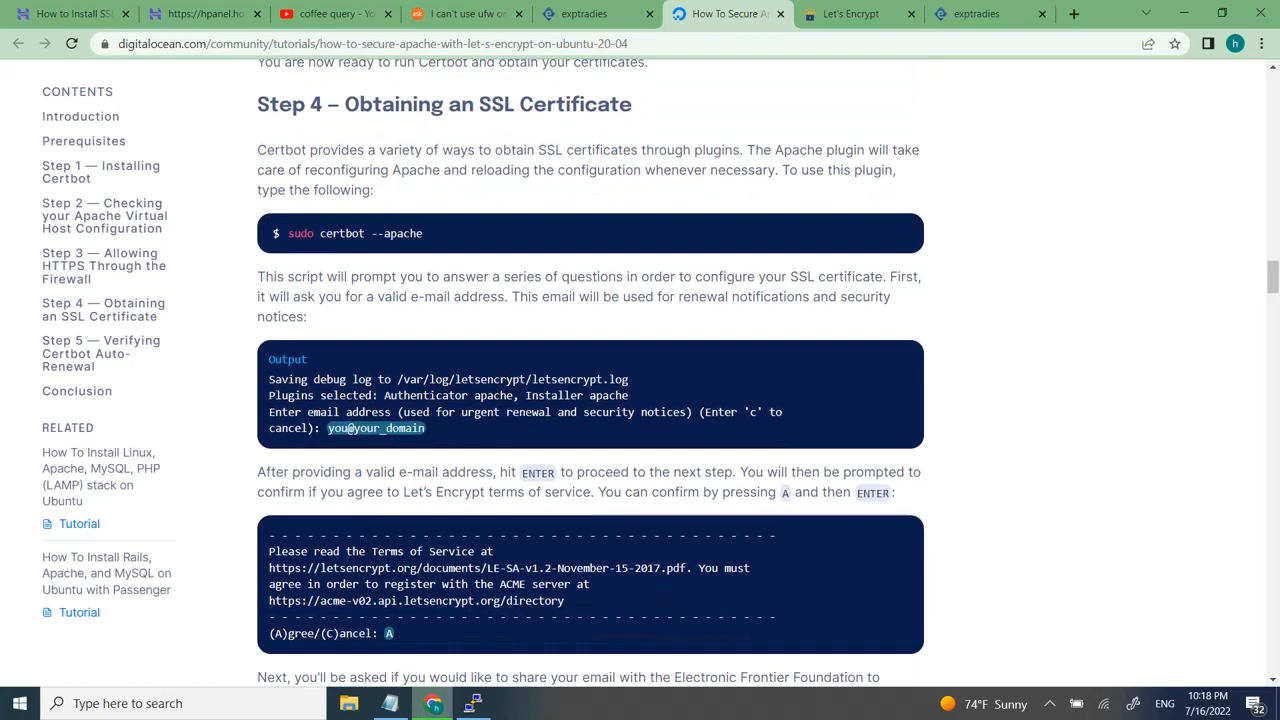 How To Install SS
https://hpanel.ho
coffee query - Yo
I can't use ufw on
exptradies
How To Secure Ap
Let's Encrypt
exptradies
digitalocean.com/community/tutorials/how-to-secure-apache-with-let-s-encrypt-on-ubuntu-20-04
h
You are now ready to run Certbot and obtain your certificates.
CONTENTS
Introduction
Prerequisites
Step 1 — Installing
Certbot
Step 2 — Checking
your Apache Virtual
Host Configuration
Step 3 — Allowing
HTTPS Through the
Firewall
Step 4 — Obtaining
an SSL Certificate
Step 5 — Verifying
Certbot Auto-
Renewal
Conclusion
RELATED
How To Install Linux,
Apache, MySQL, PHP
(LAMP) stack on
Ubuntu
Tutorial
How To Install Rails,
Apache, and MySQL on
Ubuntu with Passenger
Tutorial
Step 4 — Obtaining an SSL Certificate
Certbot provides a variety of ways to obtain SSL certificates through plugins. The Apache plugin will take
care of reconfiguring Apache and reloading the configuration whenever necessary. To use this plugin,
type the following:
$ sudo certbot --apache
This script will prompt you to answer a series of questions in order to configure your SSL certificate. First,
it will ask you for a valid e-mail address. This email will be used for renewal notifications and security
notices:
Output
Saving debug log to /var/log/letsencrypt/letsencrypt.log
Plugins selected: Authenticator apache, Installer apache
Enter email address (used for urgent renewal and security notices) (Enter 'c' to
cancel): you@your_domain
After providing a valid e-mail address, hit ENTER to proceed to the next step. You will then be prompted to
confirm if you agree to Let's Encrypt terms of service. You can confirm by pressing A and then ENTER:
- - - - - - - - - - - - - - - - - - - - - - - - - - - - - - - - - - - - - - - -
Please read the Terms of Service at
https://letsencrypt.org/documents/LE-SA-v1.2-November-15-2017.pdf. You must
agree in order to register with the ACME server at
https://acme-v02.api.letsencrypt.org/directory
- - - - - - - - - - - - - - - - - - - - - - - - - - - - - - - - - - - - - - - -
(A)gree/(C)ancel: A
Next, you'll be asked if you would like to share your email with the Electronic Frontier Foundation to
Type here to search
h
74°F Sunny
ENG
10:18 PM
7/16/2022
32